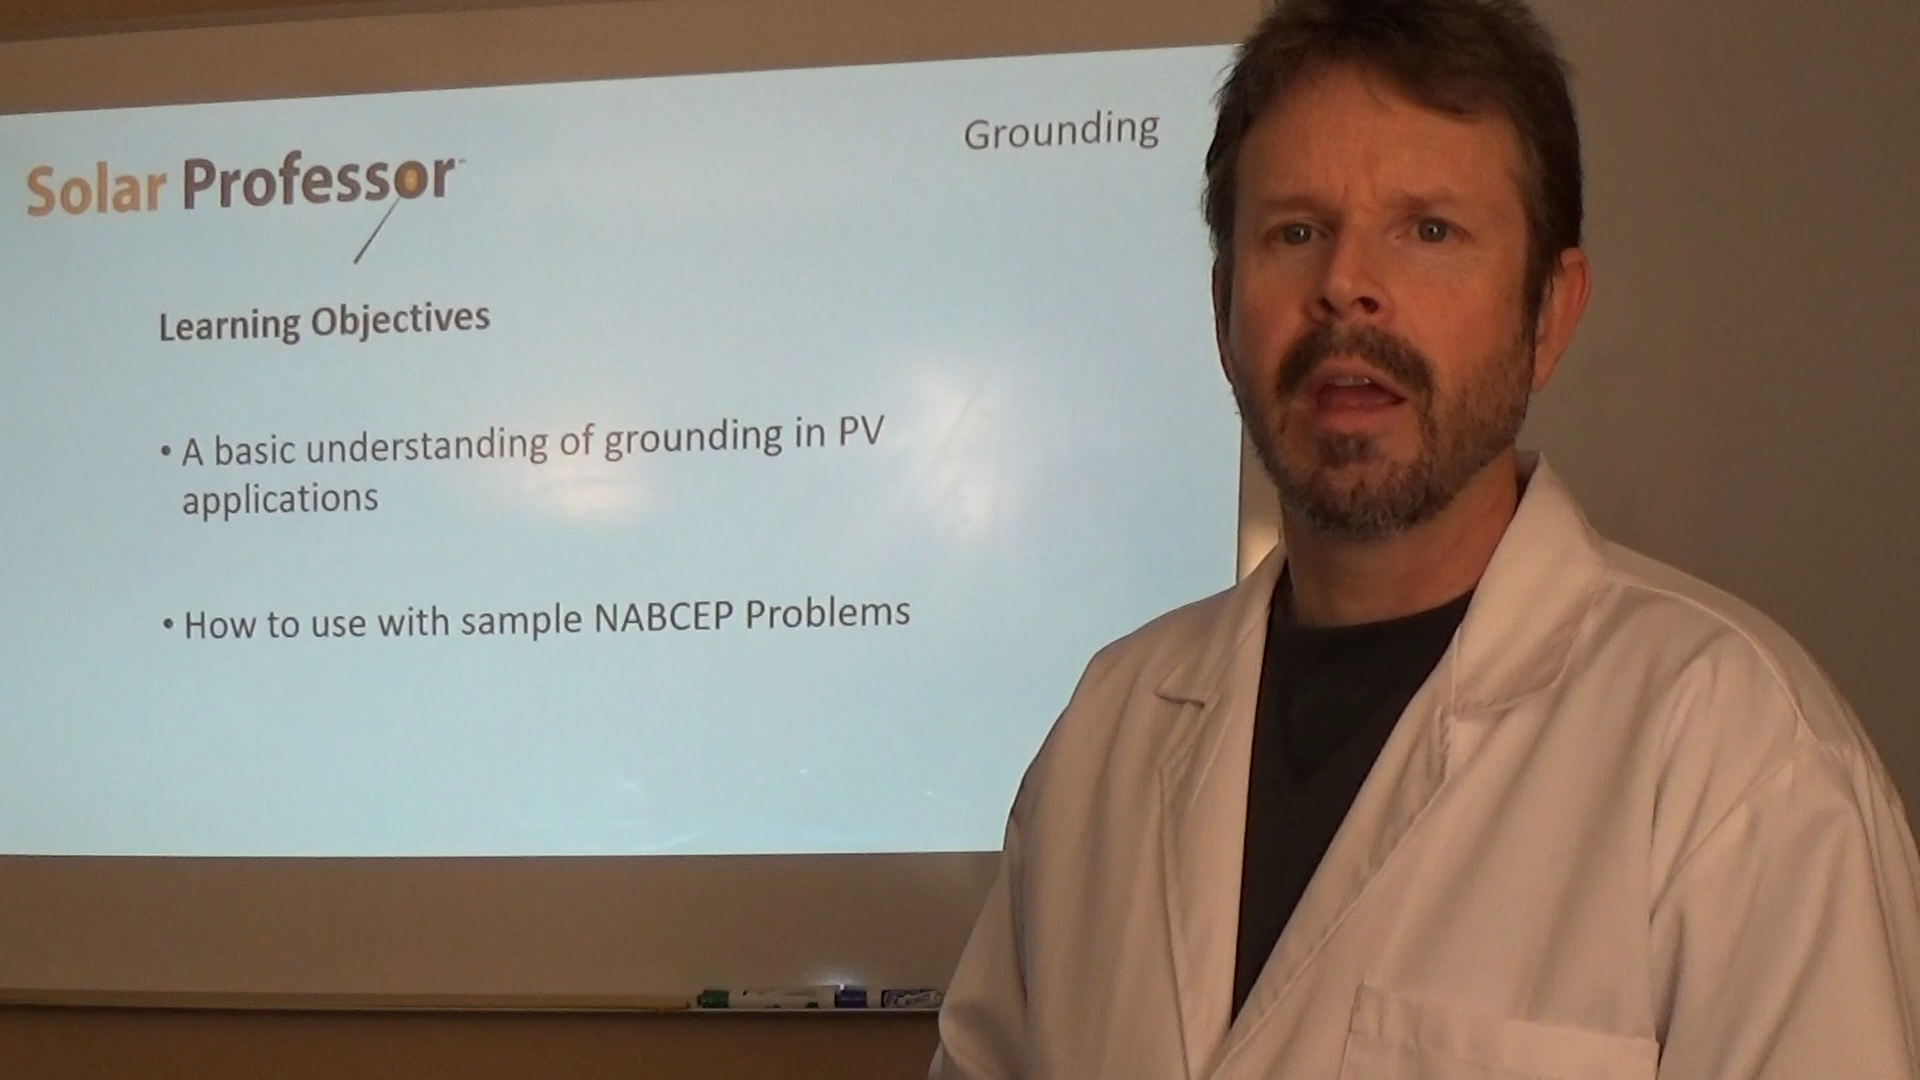 Grounding
Solar Professor
Learning Objectives
• A basic understanding of grounding in PV
applications
• How to use with sample NABCEP Problems